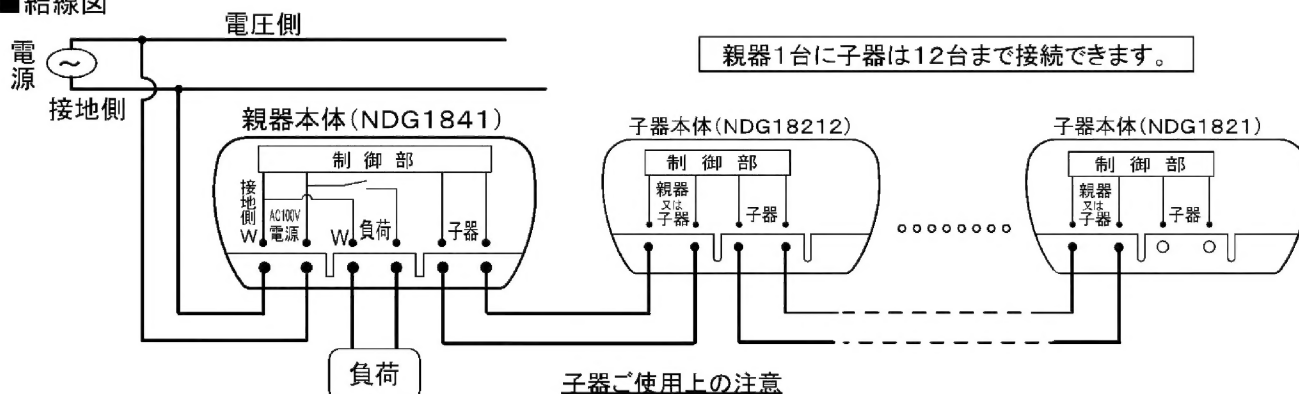 ■結線図
電圧側
電源
～
接地側
親器1台に子器は12台まで接続できます。
親器本体(NDG1841)
制御部
接地側
W
AC100V
電源
W
負荷
子器
負荷
子器本体(NDG18212)
制御部
親器
又は
子器
子器
子器本体(NDG1821)
制御部
親器
又は
子器
子器
子器ご使用上の注意